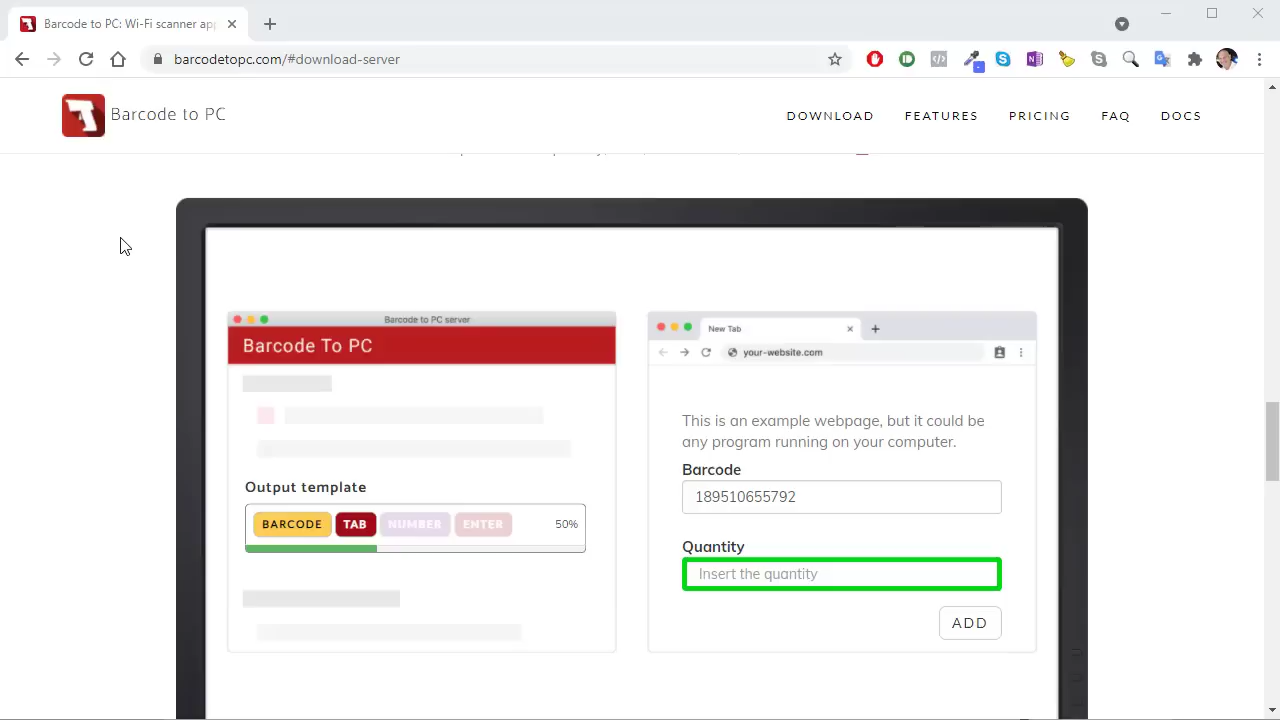 Barcode to PC: Wi-Fi scanner app
barcodetopc.com/#download-server
Barcode to PC
DOWNLOAD
FEATURES
PRICING
FAQ
DOCS
Barcode to PC server
Barcode To PC
Output template
BARCODE TAB NUMBER ENTER 50%
New Tab
your-website.com
This is an example webpage, but it could be
any program running on your computer.
Barcode
189510655792
Quantity
Insert the quantity
ADD